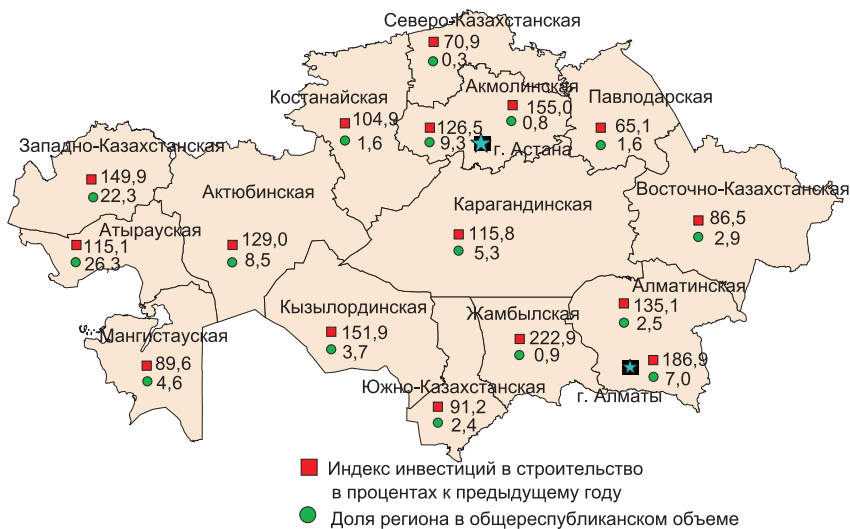 Северо-Казахстанская
70,9
0,3
Костанайская
104,9
1,6
Акмолинская
155,0
0,8
126,5
9,3
г. Астана
Павлодарская
65,1
1,6
Западно-Казахстанская
149,9
22,3
Актюбинская
129,0
8,5
Атырауская
115,1
26,3
Карагандинская
115,8
5,3
Восточно-Казахстанская
86,5
2,9
Мангистауская
89,6
4,6
Кызылординская
151,9
3,7
Жамбылская
222,9
0,9
Алматинская
135,1
2,5
186,9
7,0
г. Алматы
Южно-Казахстанская
91,2
2,4
Индекс инвестиций в строительство
в процентах к предыдущему году
Доля региона в общереспубликанском объеме